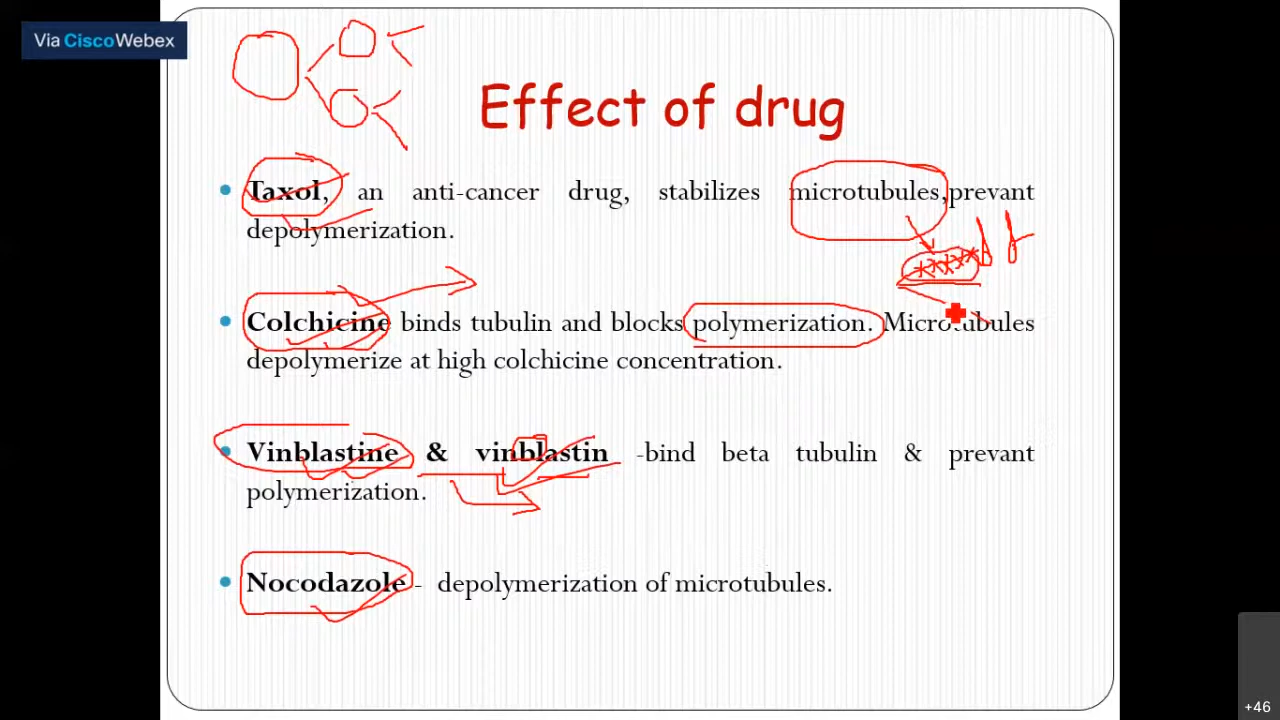 Via CiscoWebex
Effect of drug
• Taxol, an anti-cancer drug, stabilizes microtubules,prevant
depolymerization.
• Colchicine binds tubulin and blocks polymerization. Microtubules
depolymerize at high colchicine concentration.
• Vinblastine & vinblastin -bind beta tubulin & prevant
polymerization.
• Nocodazole - depolymerization of microtubules.
+46